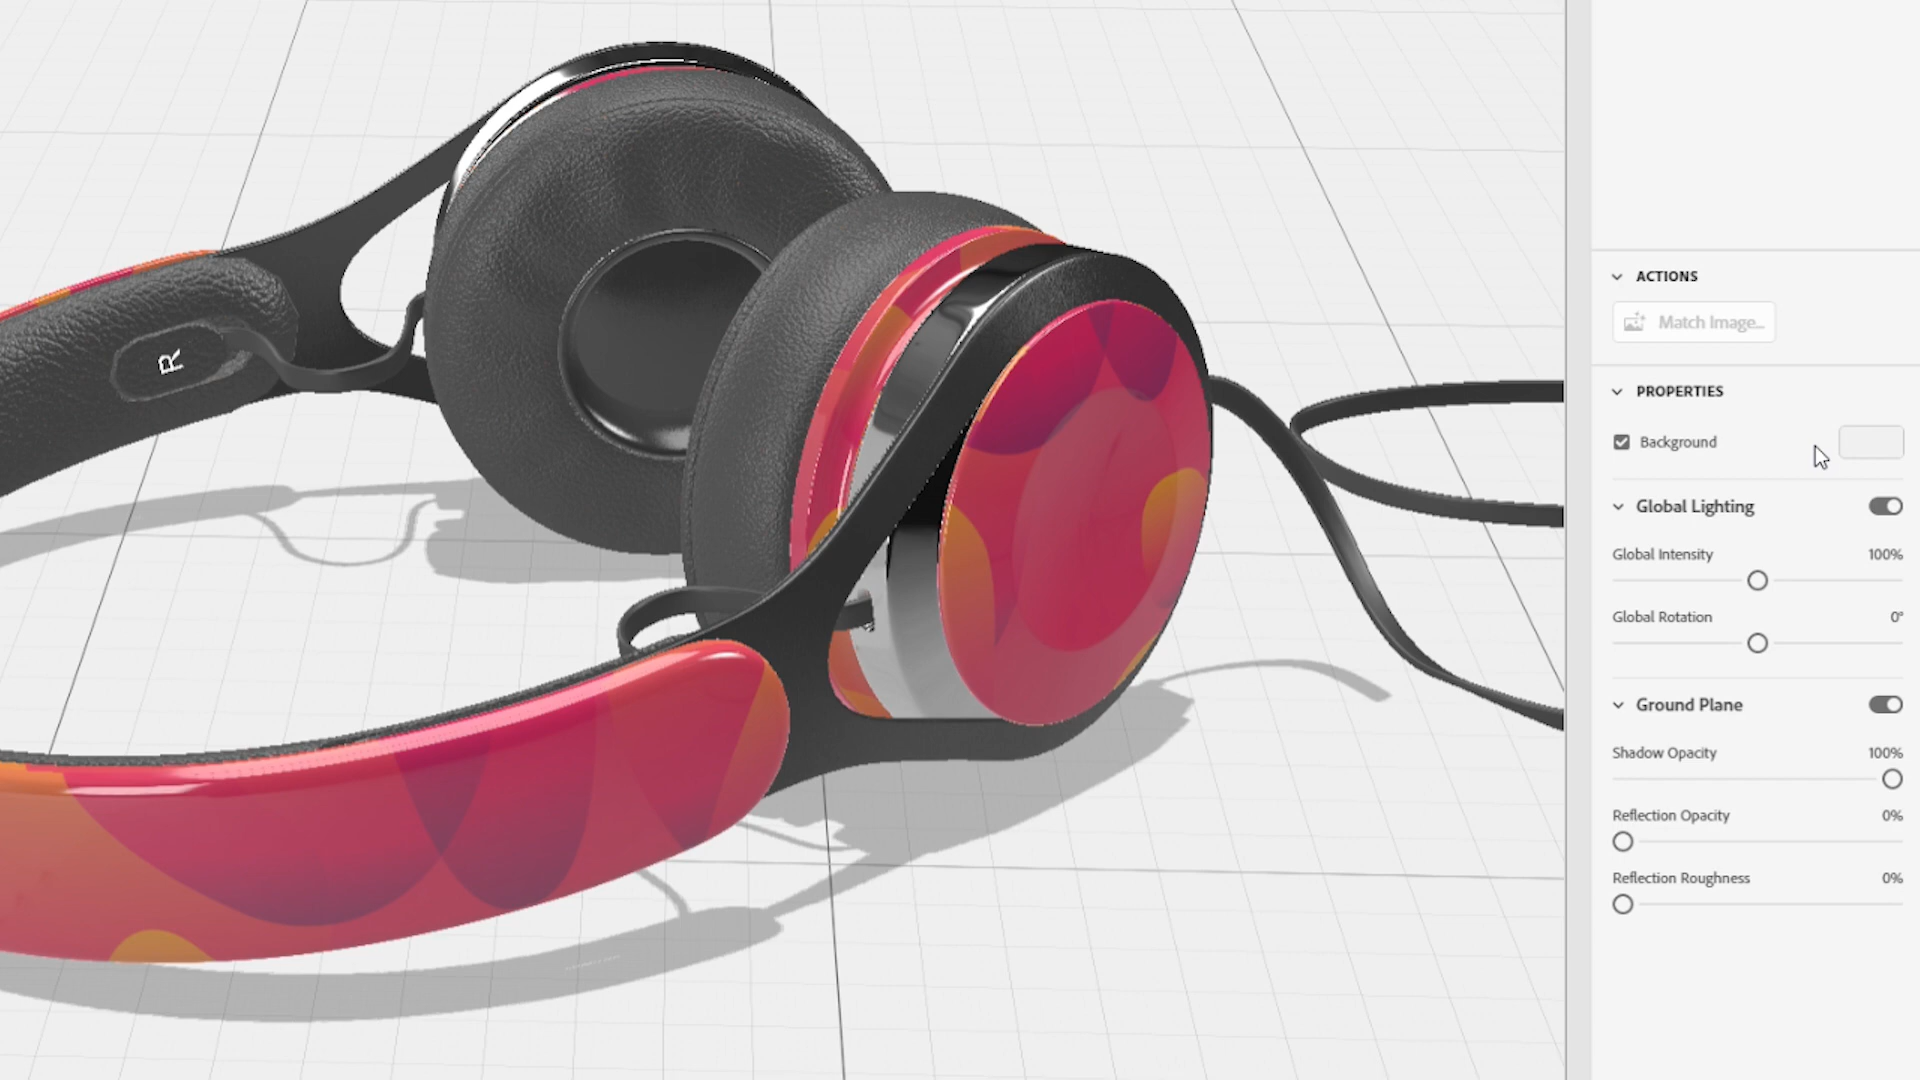 R
ACTIONS
Match Image...
PROPERTIES
Background
Global Lighting
Global Intensity 100%
Global Rotation 0°
Ground Plane
Shadow Opacity 100%
Reflection Opacity 0%
Reflection Roughness 0%